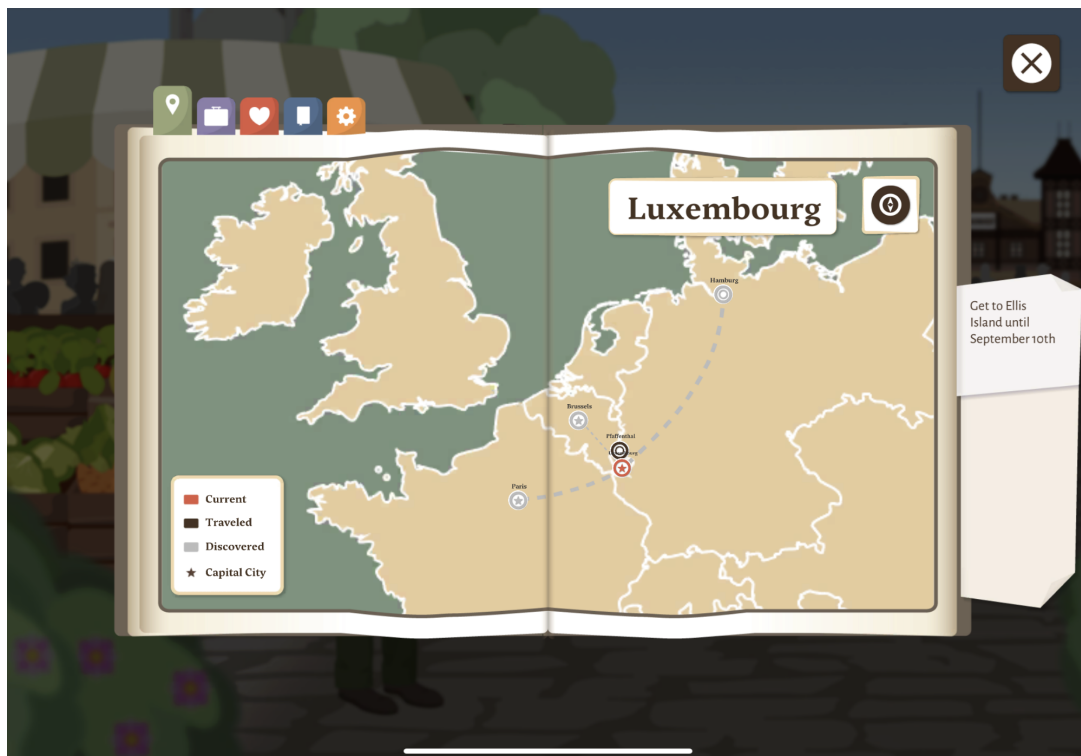 Luxembourg
Hamburg
Brussels
Pfaffenthal
Paris
Current
Traveled
Discovered
Capital City
Get to Ellis
Island until
September 10th